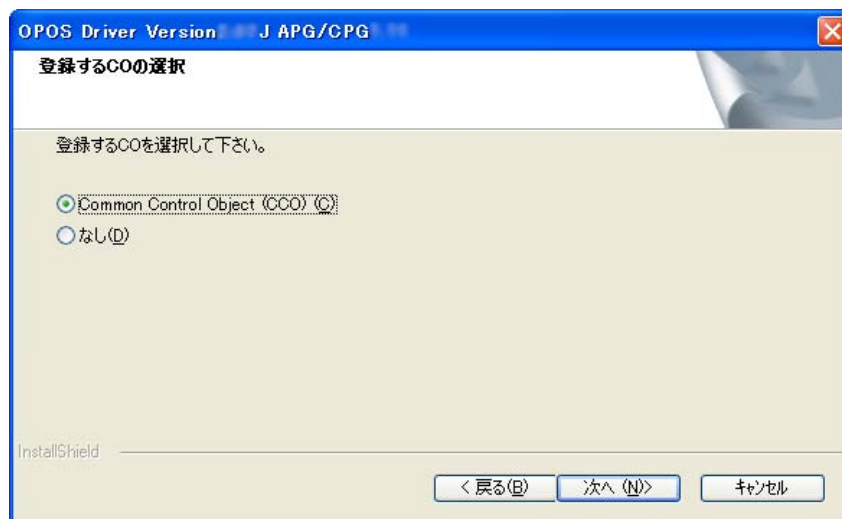 OPOS Driver Version J APG/CPG
登録するCOの選択
登録するCOを選択して下さい。
Common Control Object (CCO) (C)
なし(D)
InstallShield
< 戻る(B)
次へ (N)>
キャンセル